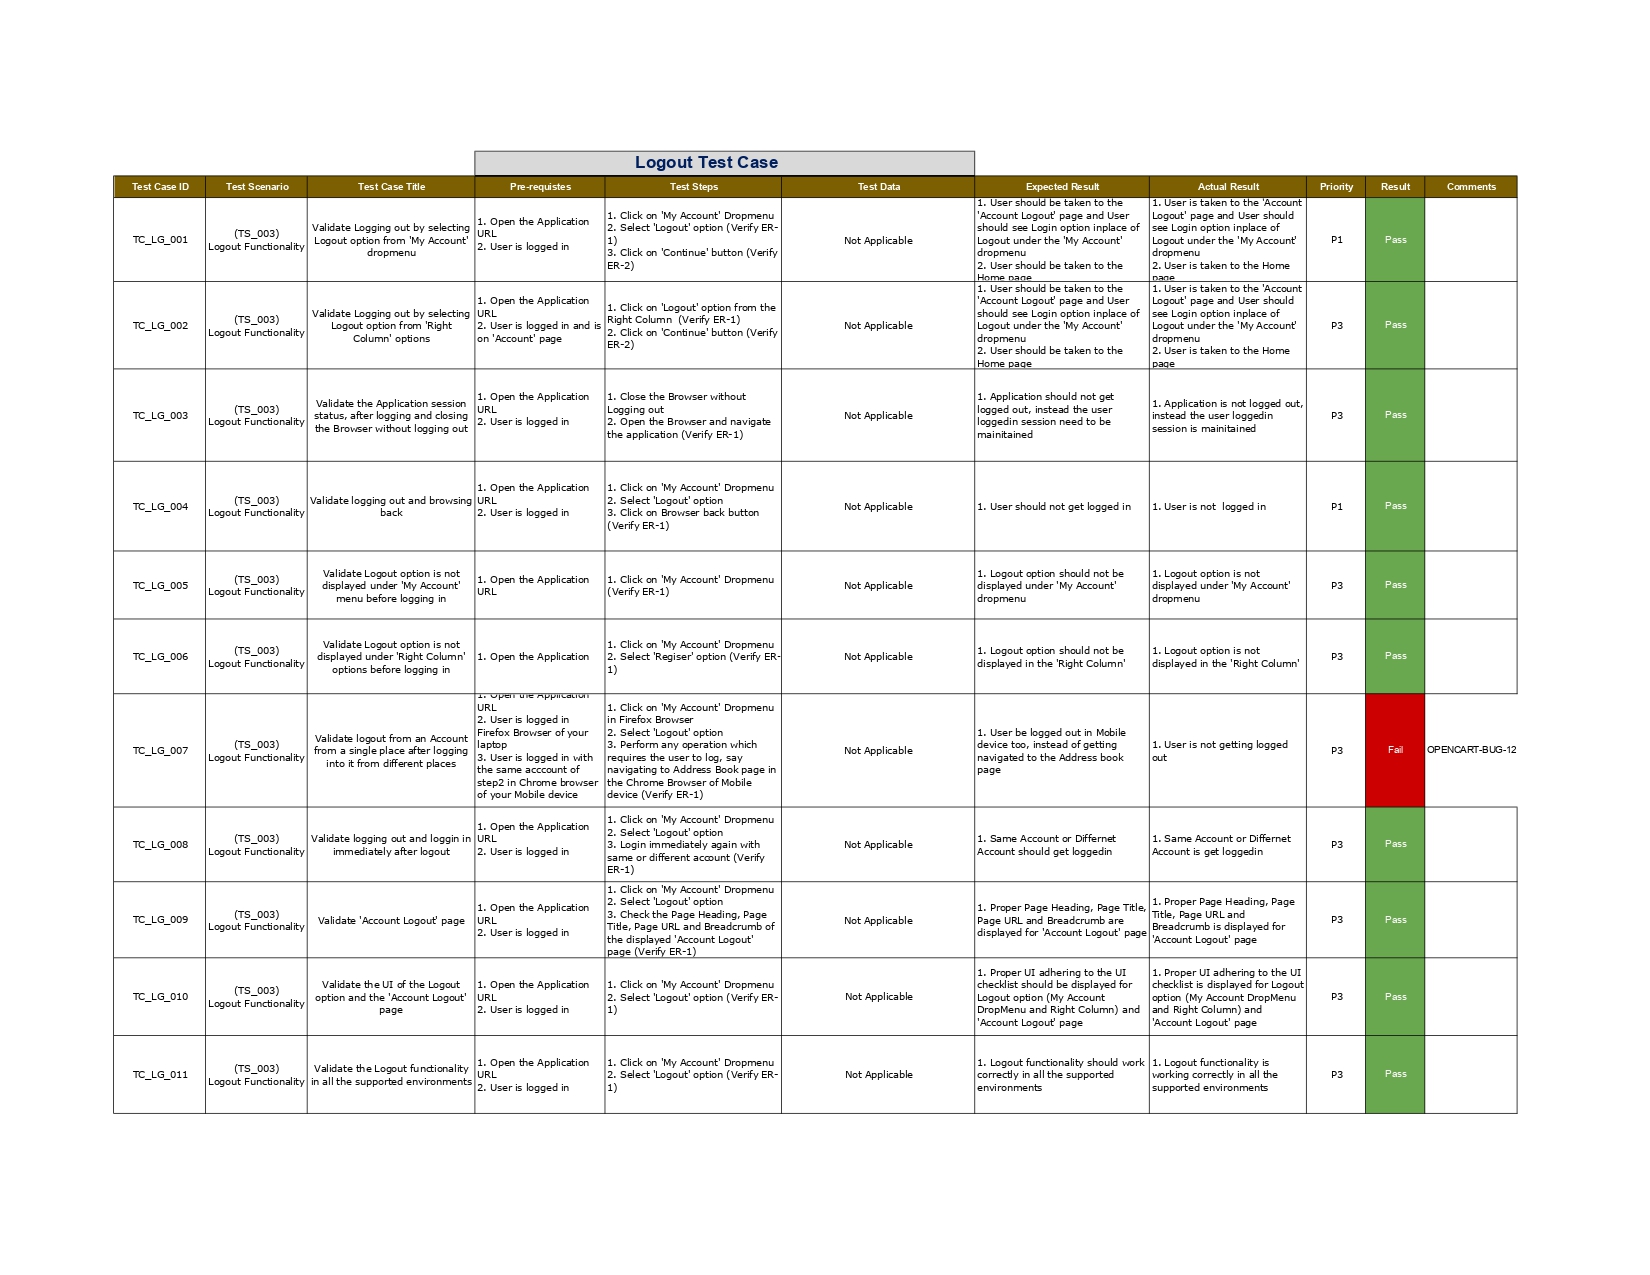 Logout Test Case
Test Case ID
Test Scenario
Test Case Title
Pre-requistes
Test Steps
Test Data
Expected Result
Actual Result
Priority
Result
Comments
TC_LG_001
(TS_003)
Logout Functionality
Validate Logging out by selecting
Logout option from 'My Account'
dropmenu
1. Open the Application
URL
2. User is logged in
1. Click on 'My Account' Dropmenu
2. Select 'Logout' option (Verify ER-
1)
3. Click on 'Continue' button (Verify
ER-2)
Not Applicable
1. User should be taken to the
'Account Logout' page and User
should see Login option inplace of
Logout under the 'My Account'
dropmenu
2. User should be taken to the
Home page
1. User is taken to the 'Account
Logout' page and User should
see Login option inplace of
Logout under the 'My Account'
dropmenu
2. User is taken to the Home
page
P1
Pass
TC_LG_002
(TS_003)
Logout Functionality
Validate Logging out by selecting
Logout option from 'Right
Column' options
1. Open the Application
URL
2. User is logged in and is
on 'Account' page
1. Click on 'Logout' option from the
Right Column  (Verify ER-1)
2. Click on 'Continue' button (Verify
ER-2)
Not Applicable
1. User should be taken to the
'Account Logout' page and User
should see Login option inplace of
Logout under the 'My Account'
dropmenu
2. User should be taken to the
Home page
1. User is taken to the 'Account
Logout' page and User should
see Login option inplace of
Logout under the 'My Account'
dropmenu
2. User is taken to the Home
page
P3
Pass
TC_LG_003
(TS_003)
Logout Functionality
Validate the Application session
status, after logging and closing
the Browser without logging out
1. Open the Application
URL
2. User is logged in
1. Close the Browser without
Logging out
2. Open the Browser and navigate
the application (Verify ER-1)
Not Applicable
1. Application should not get
logged out, instead the user
loggedin session need to be
mainitained
1. Application is not logged out,
instead the user loggedin
session is mainitained
P3
Pass
TC_LG_004
(TS_003)
Logout Functionality
Validate logging out and browsing
back
1. Open the Application
URL
2. User is logged in
1. Click on 'My Account' Dropmenu
2. Select 'Logout' option
3. Click on Browser back button
(Verify ER-1)
Not Applicable
1. User should not get logged in
1. User is not  logged in
P1
Pass
TC_LG_005
(TS_003)
Logout Functionality
Validate Logout option is not
displayed under 'My Account'
menu before logging in
1. Open the Application
URL
1. Click on 'My Account' Dropmenu
(Verify ER-1)
Not Applicable
1. Logout option should not be
displayed under 'My Account'
dropmenu
1. Logout option is not
displayed under 'My Account'
dropmenu
P3
Pass
TC_LG_006
(TS_003)
Logout Functionality
Validate Logout option is not
displayed under 'Right Column'
options before logging in
1. Open the Application
1. Click on 'My Account' Dropmenu
2. Select 'Regiser' option (Verify ER-
1)
Not Applicable
1. Logout option should not be
displayed in the 'Right Column'
1. Logout option is not
displayed in the 'Right Column'
P3
Pass
TC_LG_007
(TS_003)
Logout Functionality
Validate logout from an Account
from a single place after logging
into it from different places
1. Open the Application
URL
2. User is logged in
Firefox Browser of your
laptop
3. User is logged in with
the same acccount of
step2 in Chrome browser
of your Mobile device
1. Click on 'My Account' Dropmenu
in Firefox Browser
2. Select 'Logout' option
3. Perform any operation which
requires the user to log, say
navigating to Address Book page in
the Chrome Browser of Mobile
device (Verify ER-1)
Not Applicable
1. User be logged out in Mobile
device too, instead of getting
navigated to the Address book
page
1. User is not getting logged
out
P3
Fail
OPENCART-BUG-12
TC_LG_008
(TS_003)
Logout Functionality
Validate logging out and loggin in
immediately after logout
1. Open the Application
URL
2. User is logged in
1. Click on 'My Account' Dropmenu
2. Select 'Logout' option
3. Login immediately again with
same or different account (Verify
ER-1)
Not Applicable
1. Same Account or Differnet
Account should get loggedin
1. Same Account or Differnet
Account is get loggedin
P3
Pass
TC_LG_009
(TS_003)
Logout Functionality
Validate 'Account Logout' page
1. Open the Application
URL
2. User is logged in
1. Click on 'My Account' Dropmenu
2. Select 'Logout' option
3. Check the Page Heading, Page
Title, Page URL and Breadcrumb of
the displayed 'Account Logout'
page (Verify ER-1)
Not Applicable
1. Proper Page Heading, Page Title,
Page URL and Breadcrumb are
displayed for 'Account Logout' page
1. Proper Page Heading, Page
Title, Page URL and
Breadcrumb is displayed for
'Account Logout' page
P3
Pass
TC_LG_010
(TS_003)
Logout Functionality
Validate the UI of the Logout
option and the 'Account Logout'
page
1. Open the Application
URL
2. User is logged in
1. Click on 'My Account' Dropmenu
2. Select 'Logout' option (Verify ER-
1)
Not Applicable
1. Proper UI adhering to the UI
checklist should be displayed for
Logout option (My Account
DropMenu and Right Column) and
'Account Logout' page
1. Proper UI adhering to the UI
checklist is displayed for Logout
option (My Account DropMenu
and Right Column) and
'Account Logout' page
P3
Pass
TC_LG_011
(TS_003)
Logout Functionality
Validate the Logout functionality
in all the supported environments
1. Open the Application
URL
2. User is logged in
1. Click on 'My Account' Dropmenu
2. Select 'Logout' option (Verify ER-
1)
Not Applicable
1. Logout functionality should work
correctly in all the supported
environments
1. Logout functionality is
working correctly in all the
supported environments
P3
Pass